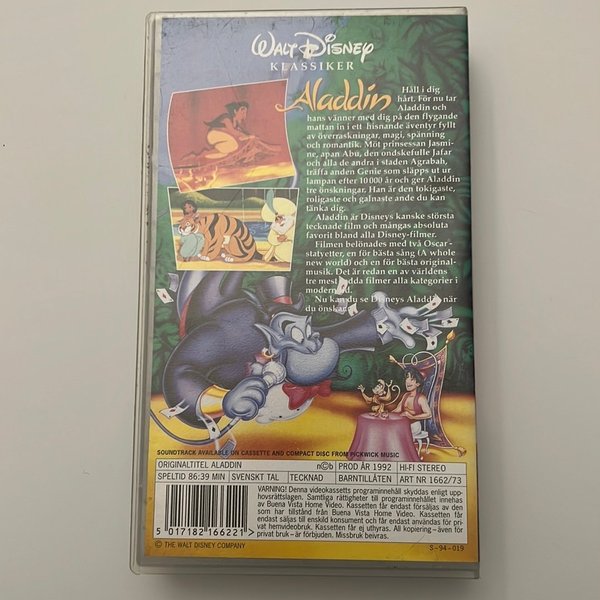 WALT DISNEY
KLASSIKER
Aladdin
Håll i dig
hårt. För nu tar
Aladdin och
hans vänner med dig på den flygande
mattan in i ett hisnande äventyr fyllt
av överraskningar, magi, spänning
och romantik. Möt prinsessan Jasmi-
ne, apan Abu, den ondskefulle Jafar
och alla de andra i staden Agrabah,
träffa anden Genie som släpps ut ur
lampan efter 10 000 år och ger Aladdin
tre önskningar. Han är den tokigaste,
roligaste och galnaste ande du kan
tänka dig.
Aladdin är Disneys kanske största
tecknade film och mångas absoluta
favorit bland alla Disney-filmer.
Filmen belönades med två Oscar-
statyetter, en för bästa sång (A whole
new world) och en för bästa original-
musik. Det är redan en av världens
tre mest sedda filmer alla kategorier i
modern tid.
Nu kan du se Disneys Aladdin när
du önskar.
SOUNDTRACK AVAILABLE ON CASSETTE AND COMPACT DISC FROM PICKWICK MUSIC
ORIGINALTITEL ALADDIN n©b PROD ÅR 1992 HI-FI STEREO
SPELTID 86:39 MIN SVENSKT TAL TECKNAD BARNTILLÅTEN ART NR 1662/73
VARNING! Denna videokassetts programinnehåll skyddas enligt upp-
hovsrättslagen. Samtliga rättigheter till programinnehållet innehas
av Buena Vista Home Video. Kassetten får endast försäljas av den
som har tillstånd från Buena Vista Home Video. Kassetten får
endast säljas till enskild konsument och får endast användas för pri-
vat hemvideobruk. Kassetten får ej uthyras. All kopiering – även för
privat bruk – är förbjuden. Missbruk beivras.
5 017182 166221 >
© THE WALT DISNEY COMPANY
S-94-019